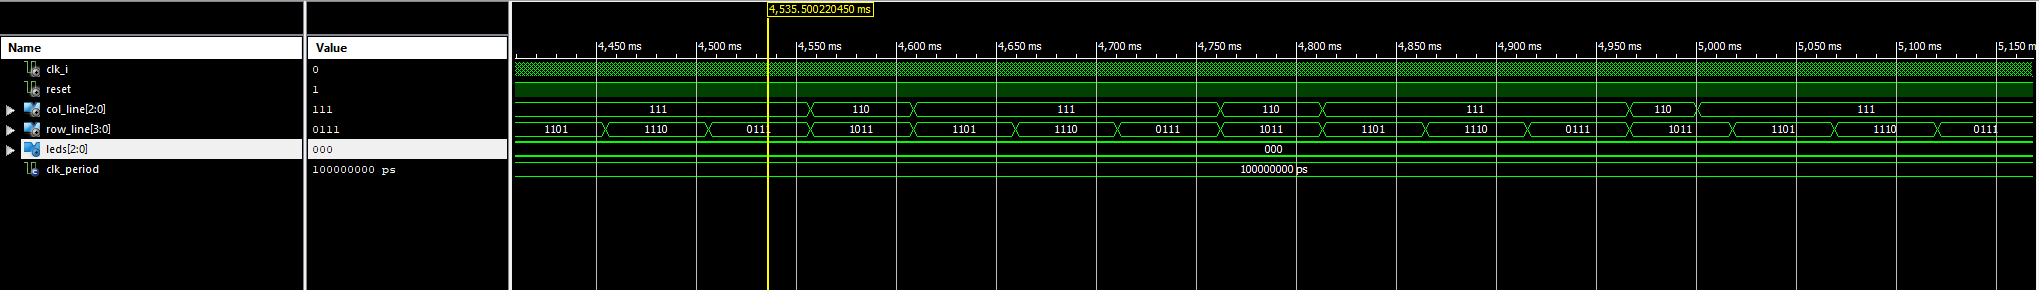 4,535.500220450 ms
Name Value 4,450 ms 4,500 ms 4,550 ms 4,600 ms 4,650 ms 4,700 ms 4,750 ms 4,800 ms 4,850 ms 4,900 ms 4,950 ms 5,000 ms 5,050 ms 5,100 ms 5,150 m
clk_i 0
reset 1
col_line[2:0] 111 111 110 111 110 111 110 111
row_line[3:0] 0111 1101 1110 0111 1011 1101 1110 0111 1011 1101 1110 0111 1011 1101 1110 0111
leds[2:0] 000 000
clk_period 100000000 ps 100000000 ps